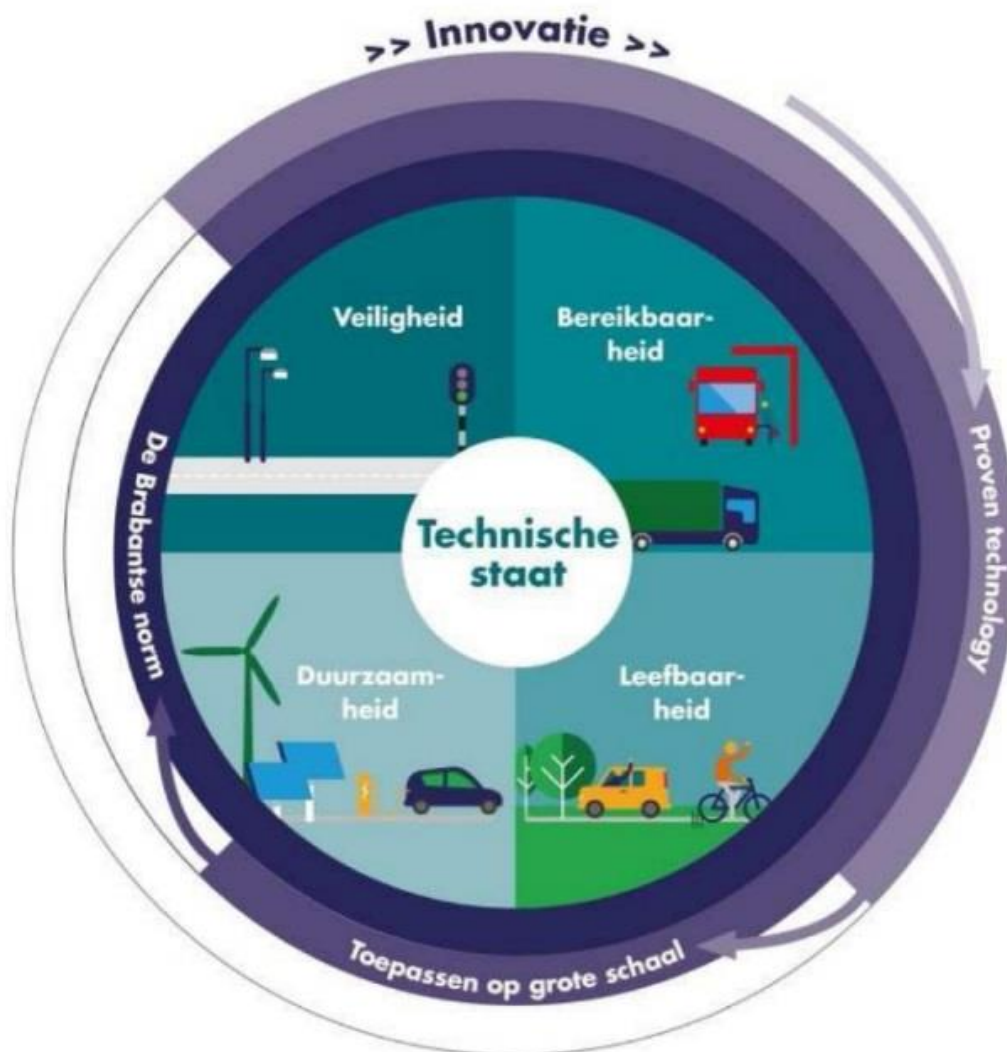 >> Innovatie >>
Veiligheid
Bereikbaar-
heid
Technische
staat
Duurzaam-
heid
Leefbaar-
heid
Proven technology
Toepassen op grote schaal
De Brabantse norm